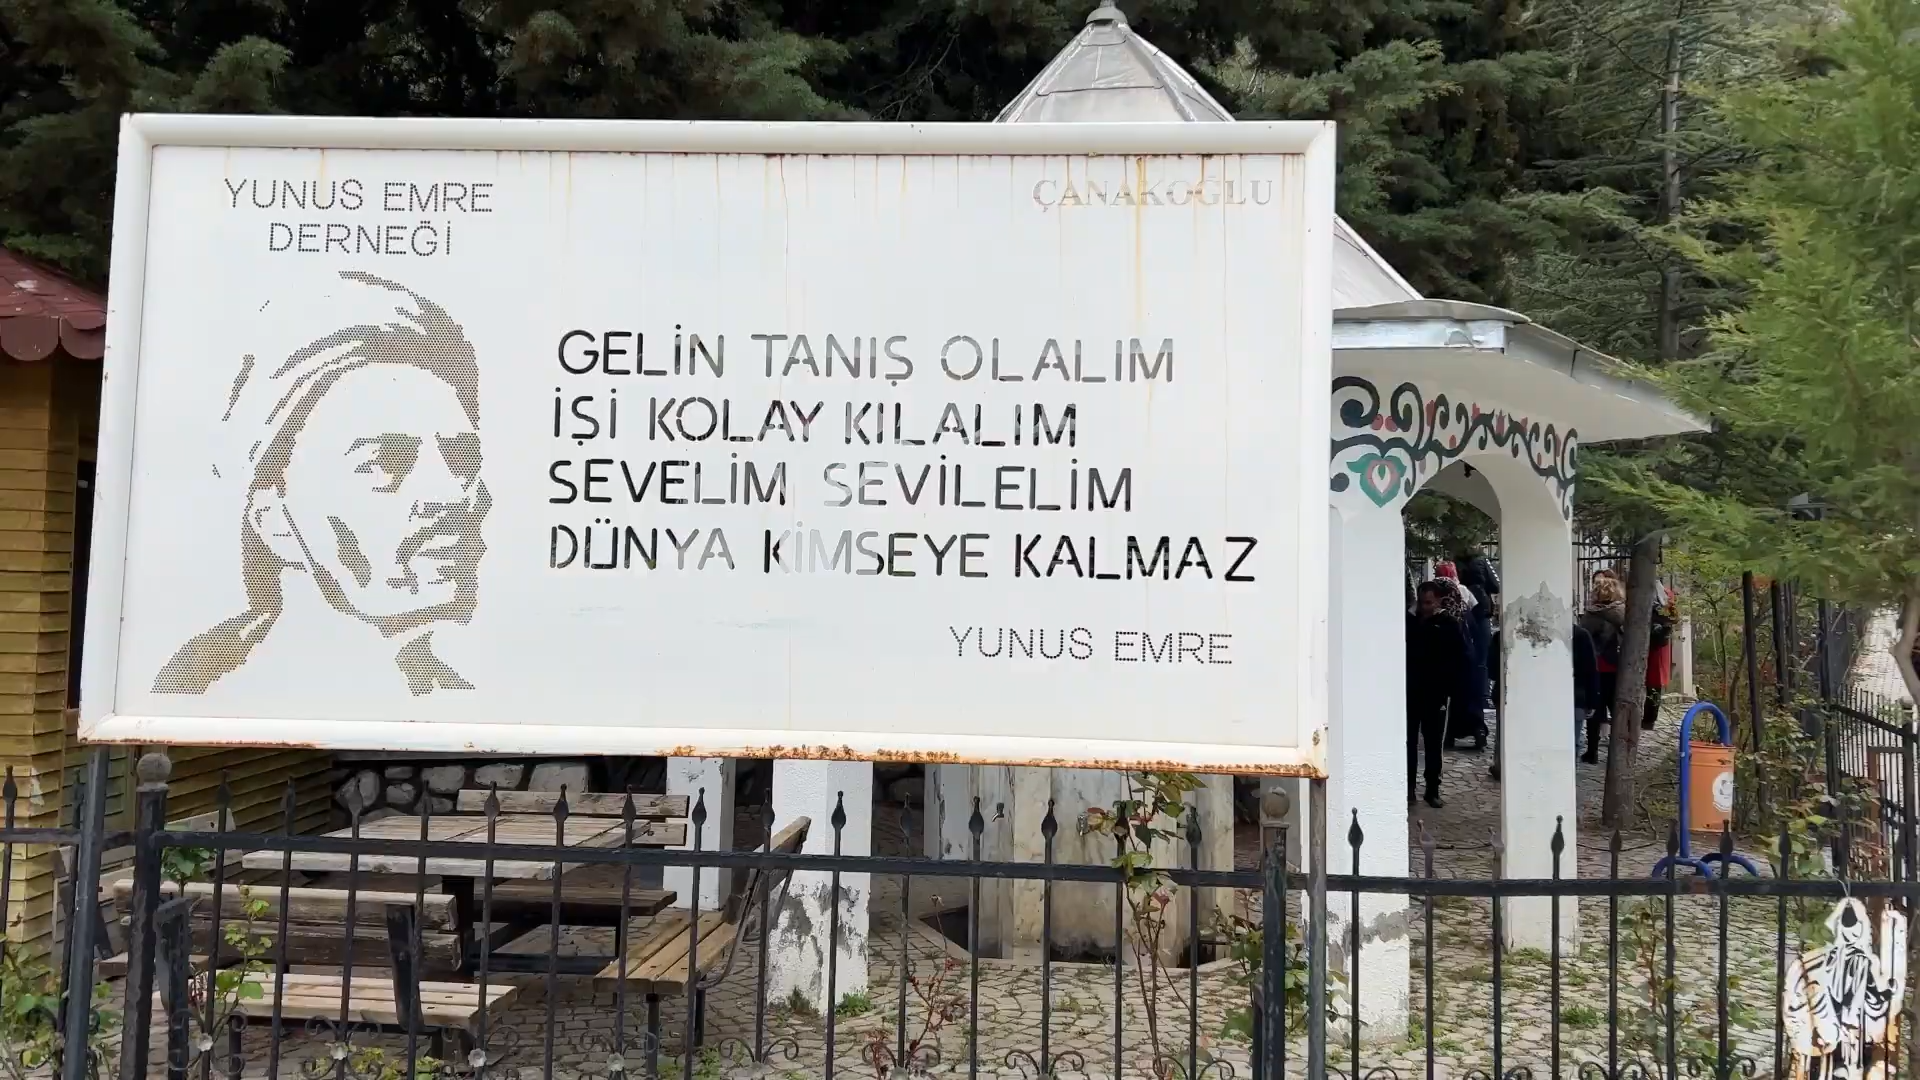 YUNUS EMRE
DERNEĞİ
ÇANAKOĞLU
GELİN TANIŞ OLALIM
İŞİ KOLAY KILALIM
SEVELİM SEVİLELİM
DÜNYA KİMSEYE KALMAZ
YUNUS EMRE